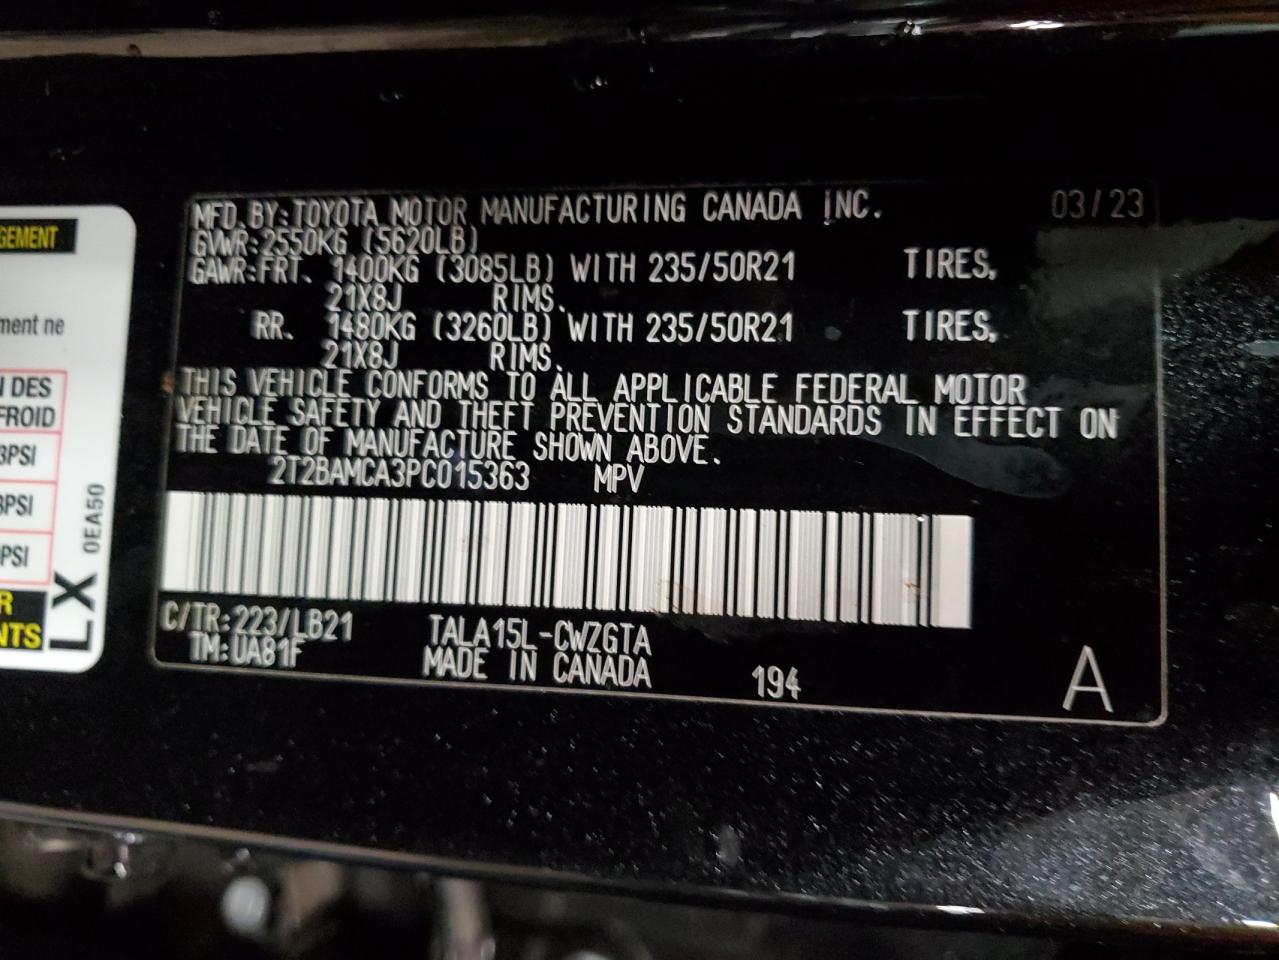 MFD. BY: TOYOTA MOTOR MANUFACTURING CANADA INC. 03/23
GVWR: 2550KG (5620LB)
GAWR: FRT. 1400KG (3085LB) WITH 235/50R21 TIRES,
21X8J RIMS.
RR. 1480KG (3260LB) WITH 235/50R21 TIRES,
21X8J RIMS.
THIS VEHICLE CONFORMS TO ALL APPLICABLE FEDERAL MOTOR
VEHICLE SAFETY AND THEFT PREVENTION STANDARDS IN EFFECT ON
THE DATE OF MANUFACTURE SHOWN ABOVE.
2T2BAMCA3PC015363 MPV
C/TR: 223/LB21 TALA15L-CWZGTA
TM: UA81F MADE IN CANADA 194 A
GEMENT
ment ne
N DES
FROID
PSI
PSI
PSI
R
NTS
LX
0EA50